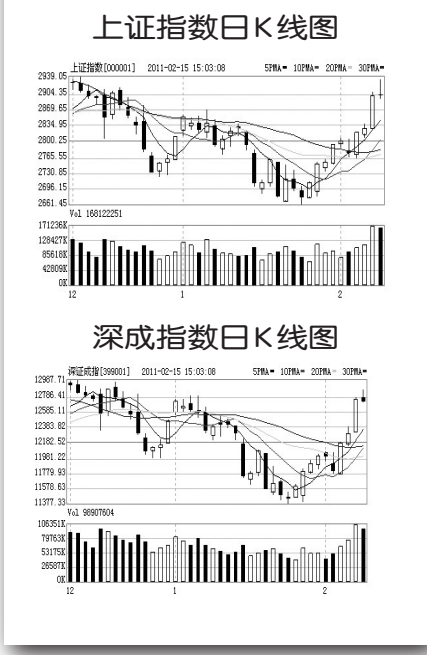 上证指数日K线图
上证指数[000001] 2011-02-15 15:03:08 5PMA= 10PMA= 20PMA= 30PMA=
2939.05
2904.35
2869.65
2834.95
2800.25
2765.55
2730.85
2696.15
2661.45
Vol 168122251
171236K
128427K
85618K
42809K
0K
12 1 2
深成指数日K线图
深证成指[399001] 2011-02-15 15:03:08 5PMA= 10PMA= 20PMA= 30PMA=
12987.71
12786.41
12585.11
12383.82
12182.52
11981.22
11779.93
11578.63
11377.33
Vol 98907604
106351K
79763K
53175K
26587K
0K
12 1 2